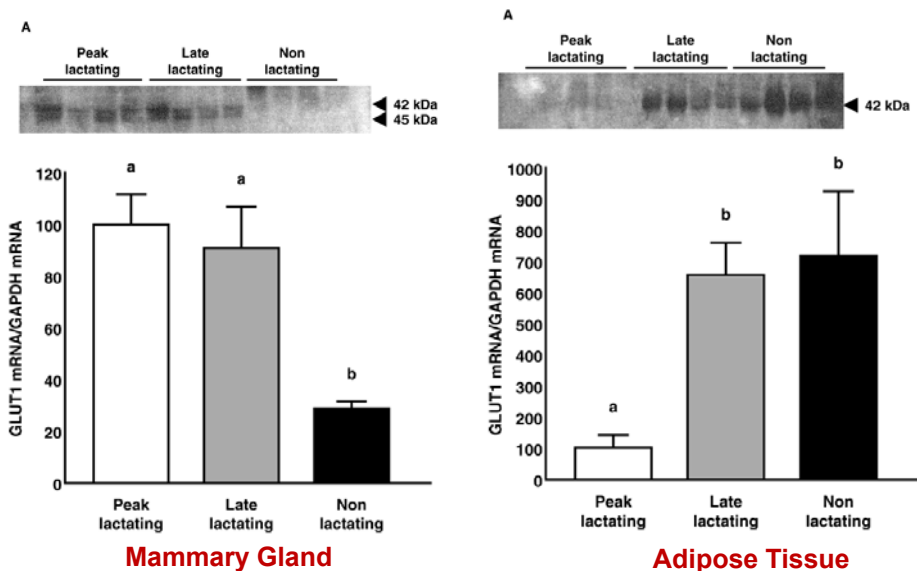 A
Peak
lactating
Late
lactating
Non
lactating
42 kDa
45 kDa
GLUT1 mRNA/GAPDH mRNA
120
100
80
60
40
20
0
a
a
b
Peak
lactating
Late
lactating
Non
lactating
Mammary Gland
A
Peak
lactating
Late
lactating
Non
lactating
42 kDa
GLUT1 mRNA/GAPDH mRNA
1000
900
800
700
600
500
400
300
200
100
0
a
b
b
Peak
lactating
Late
lactating
Non
lactating
Adipose Tissue